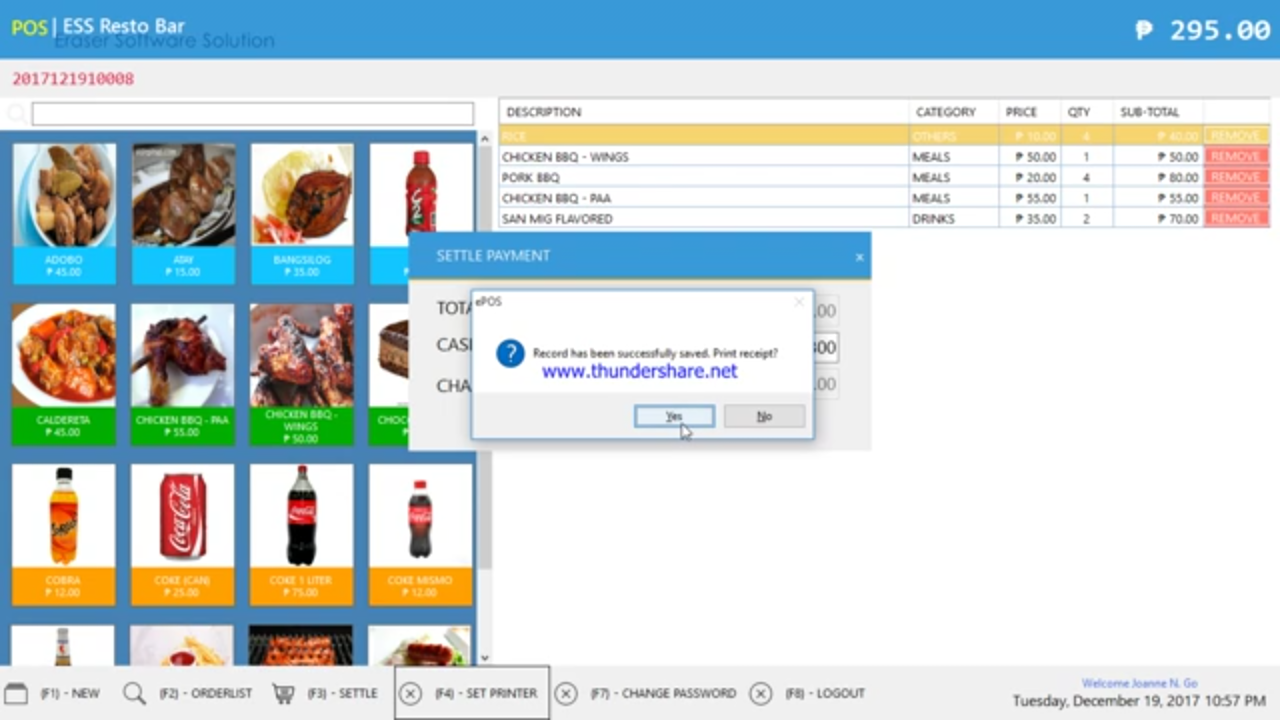 POS | ESS Resto Bar
Eraser Software Solution
₱ 295.00
2017121910008
DESCRIPTION CATEGORY PRICE QTY SUB-TOTAL
RICE OTHERS ₱ 10.00 4 ₱ 40.00 REMOVE
CHICKEN BBQ - WINGS MEALS ₱ 50.00 1 ₱ 50.00 REMOVE
PORK BBQ MEALS ₱ 20.00 4 ₱ 80.00 REMOVE
CHICKEN BBQ - PAA MEALS ₱ 55.00 1 ₱ 55.00 REMOVE
SAN MIG FLAVORED DRINKS ₱ 35.00 2 ₱ 70.00 REMOVE
ADOBO
₱ 45.00
ATAY
₱ 15.00
BANGSILOG
₱ 35.00
CALDERETA
₱ 45.00
CHICKEN BBQ - PAA
₱ 55.00
CHICKEN BBQ -
WINGS
₱ 50.00
CHOC
Coca-Cola
COBRA
₱ 12.00
COKE (CAN)
₱ 25.00
COKE 1 LITER
₱ 75.00
COKE MISMO
₱ 12.00
SETTLE PAYMENT x
TOTA .00
CAS 300
CHA .00
ePOS
Record has been successfully saved. Print receipt?
www.thundershare.net
Yes No
(F1) - NEW (F2) - ORDERLIST (F3) - SETTLE (F4) - SET PRINTER (F7) - CHANGE PASSWORD (F8) - LOGOUT
Welcome Joanne N. Go
Tuesday, December 19, 2017 10:57 PM